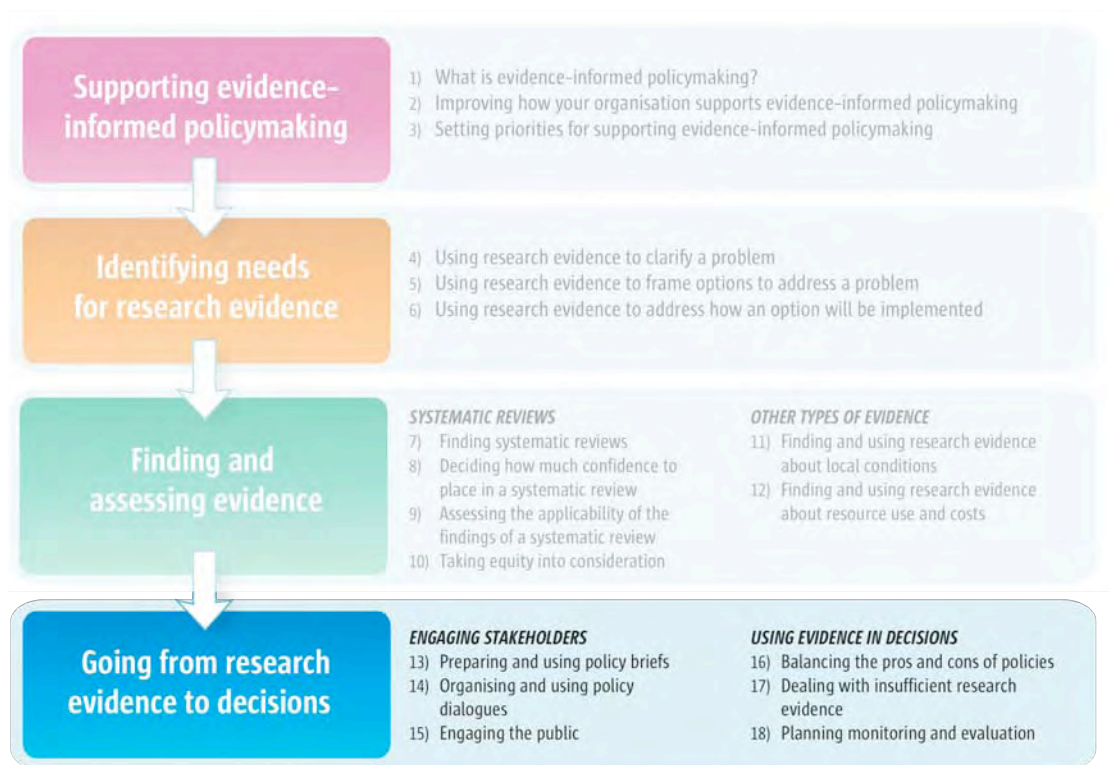 Supporting evidence-
informed policymaking
1) What is evidence-informed policymaking?
2) Improving how your organisation supports evidence-informed policymaking
3) Setting priorities for supporting evidence-informed policymaking
Identifying needs
for research evidence
4) Using research evidence to clarify a problem
5) Using research evidence to frame options to address a problem
6) Using research evidence to address how an option will be implemented
Finding and
assessing evidence
SYSTEMATIC REVIEWS
7) Finding systematic reviews
8) Deciding how much confidence to
place in a systematic review
9) Assessing the applicability of the
findings of a systematic review
10) Taking equity into consideration
OTHER TYPES OF EVIDENCE
11) Finding and using research evidence
about local conditions
12) Finding and using research evidence
about resource use and costs
Going from research
evidence to decisions
ENGAGING STAKEHOLDERS
13) Preparing and using policy briefs
14) Organising and using policy
dialogues
15) Engaging the public
USING EVIDENCE IN DECISIONS
16) Balancing the pros and cons of policies
17) Dealing with insufficient research
evidence
18) Planning monitoring and evaluation